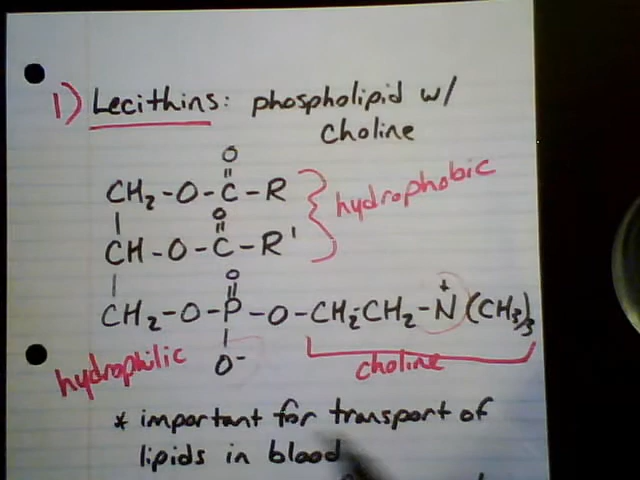 1) Lecithins: phospholipid w/
choline
O
CH₂-O-C-R
hydrophobic
O
CH-O-C-R'
O
CH₂-O-P-O-CH₂CH₂-N⁺(CH₃)₃
hydrophilic O⁻ choline
* important for transport of
lipids in blood